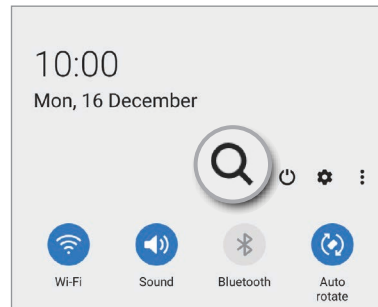 10:00
Mon, 16 December
Wi-Fi
Sound
Bluetooth
Auto
rotate